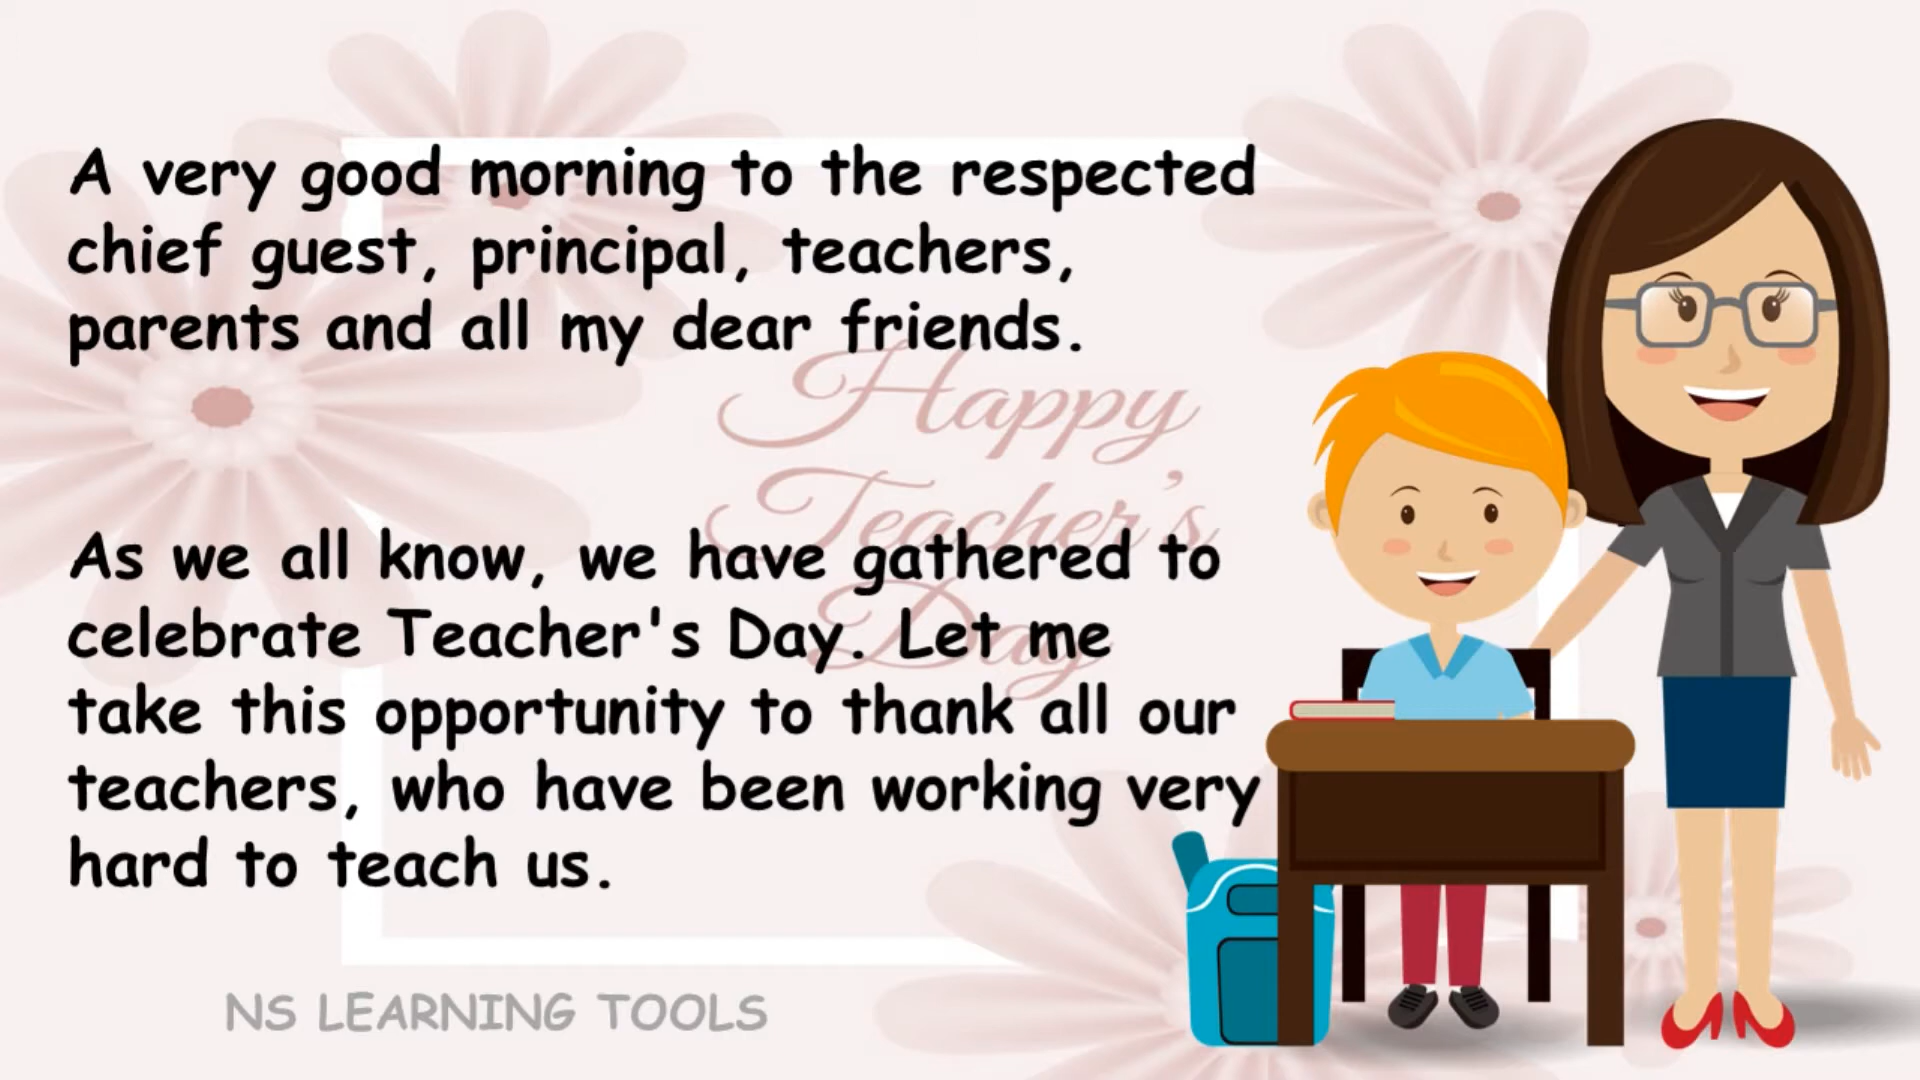 A very good morning to the respected
chief guest, principal, teachers,
parents and all my dear friends.
Happy
Teacher's
Day
As we all know, we have gathered to
celebrate Teacher's Day. Let me
take this opportunity to thank all our
teachers, who have been working very
hard to teach us.
NS LEARNING TOOLS